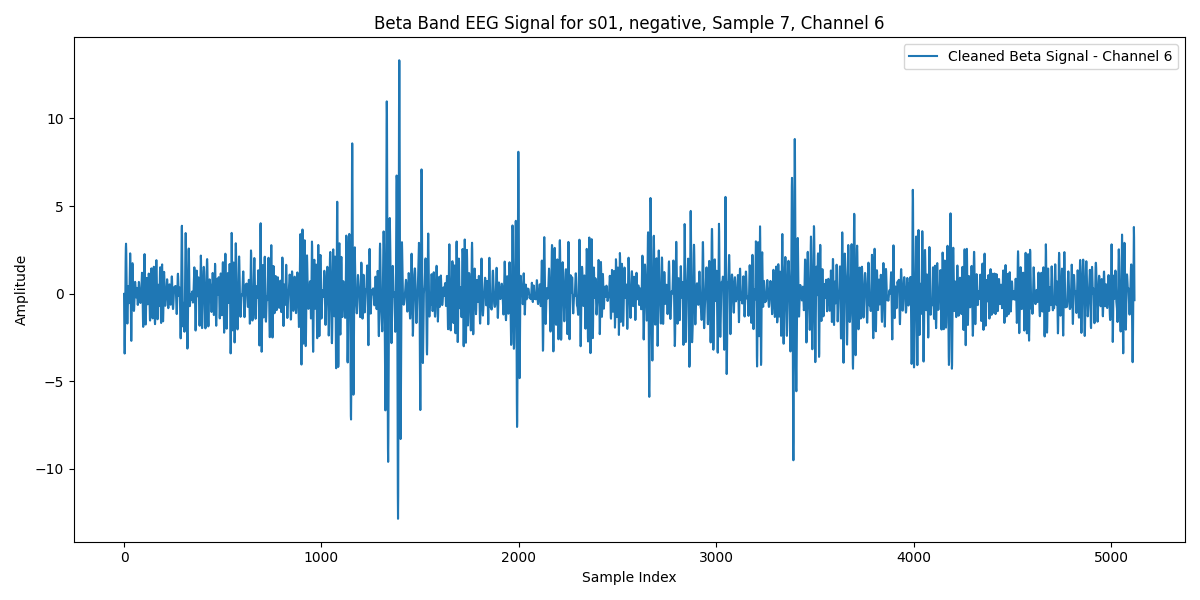 Beta Band EEG Signal for s01, negative, Sample 7, Channel 6
Cleaned Beta Signal - Channel 6
Amplitude
10
5
0
−5
−10
0 1000 2000 3000 4000 5000
Sample Index